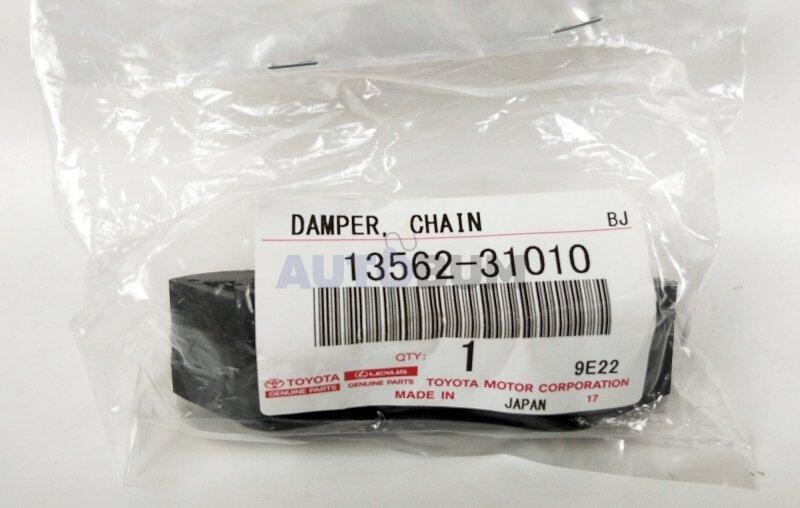 DAMPER, CHAIN BJ
13562-31010
QTY: 1 9E22
TOYOTA GENUINE PARTS LEXUS GENUINE PARTS TOYOTA MOTOR CORPORATION
MADE IN JAPAN 17